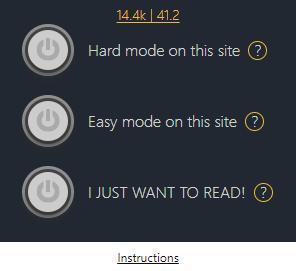 14.4k | 41.2
Hard mode on this site ?
Easy mode on this site ?
I JUST WANT TO READ! ?
Instructions